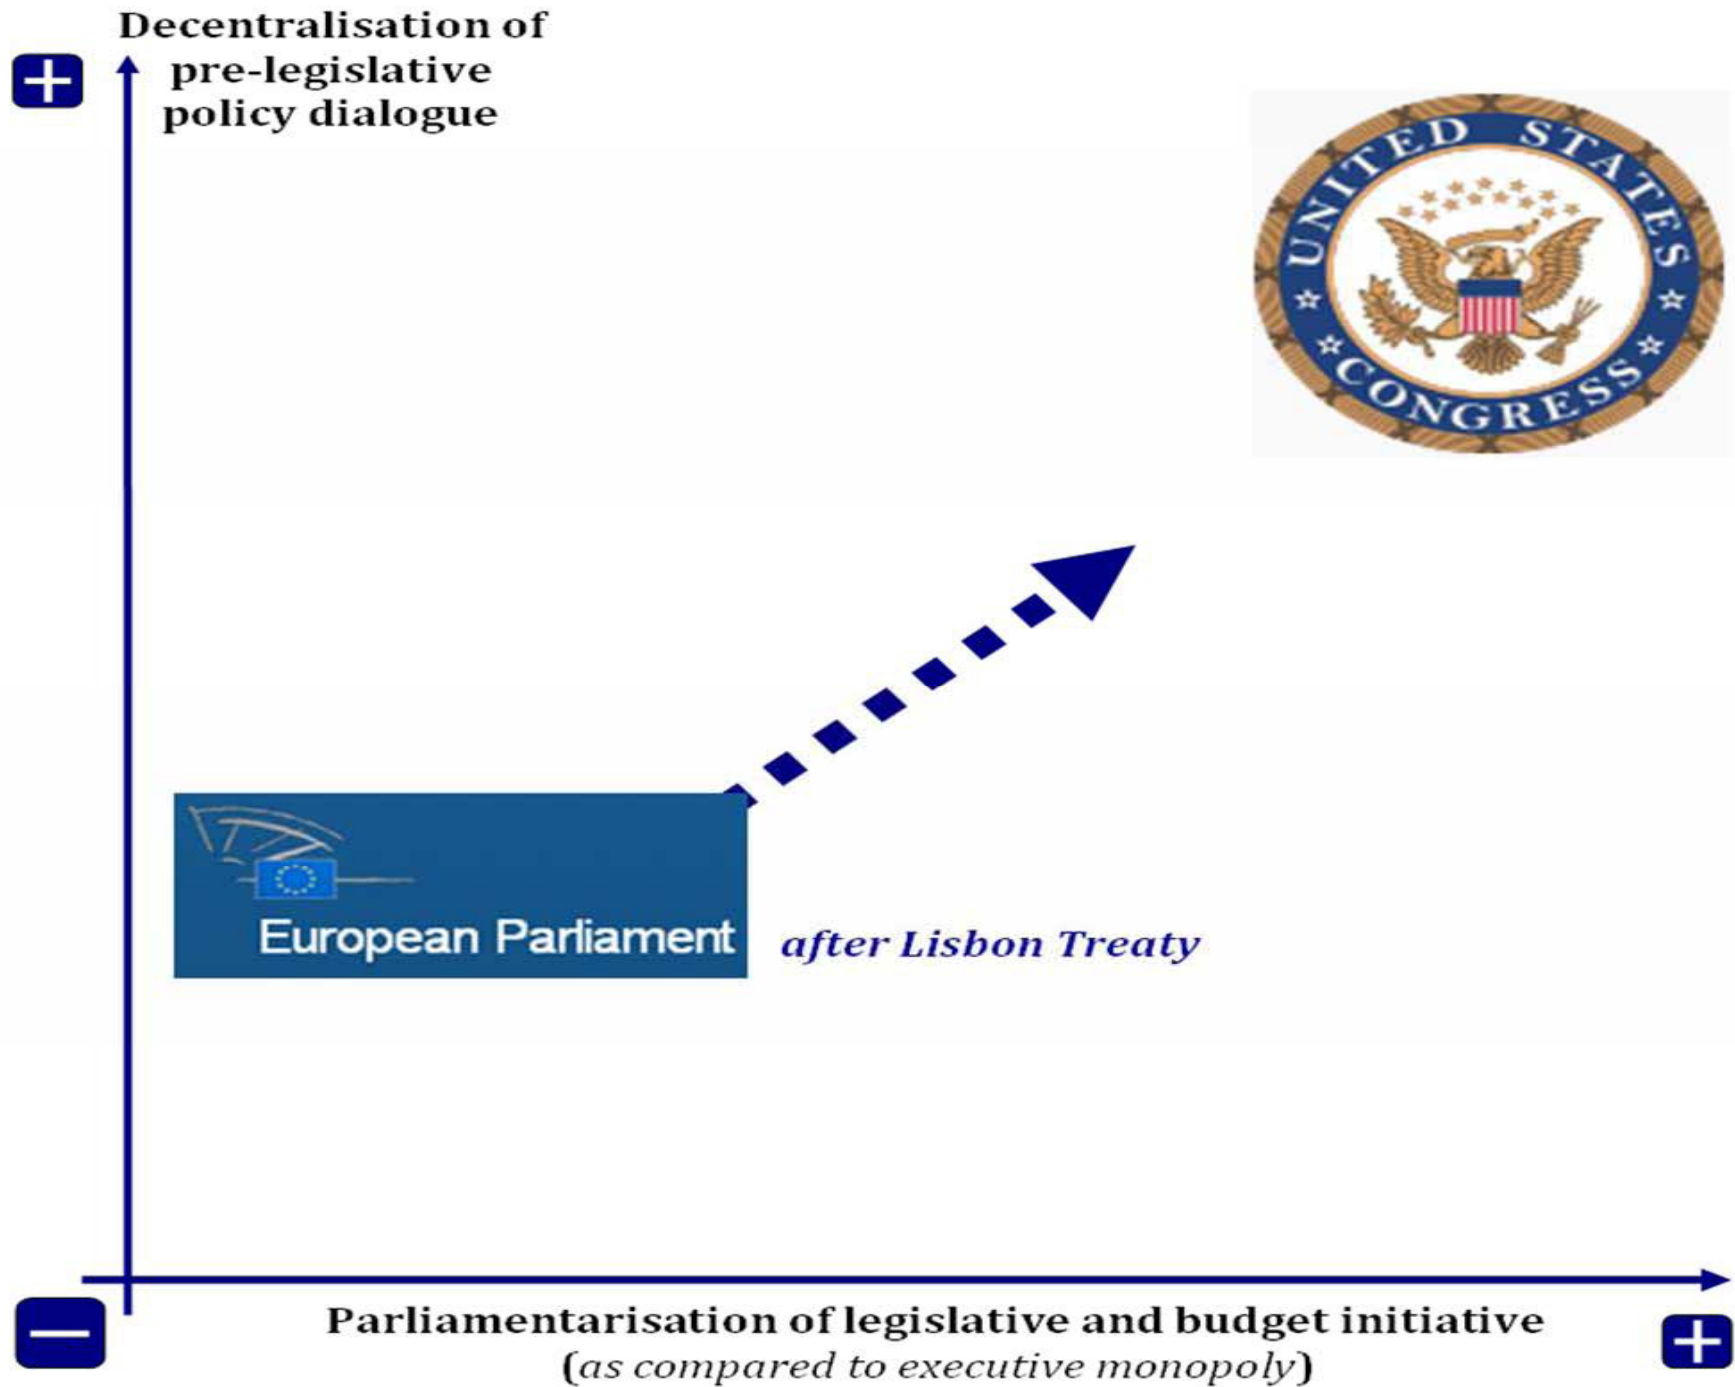 Decentralisation of
pre-legislative
policy dialogue
+
UNITED STATES
CONGRESS
European Parliament
after Lisbon Treaty
—
Parliamentarisation of legislative and budget initiative
(as compared to executive monopoly)
+